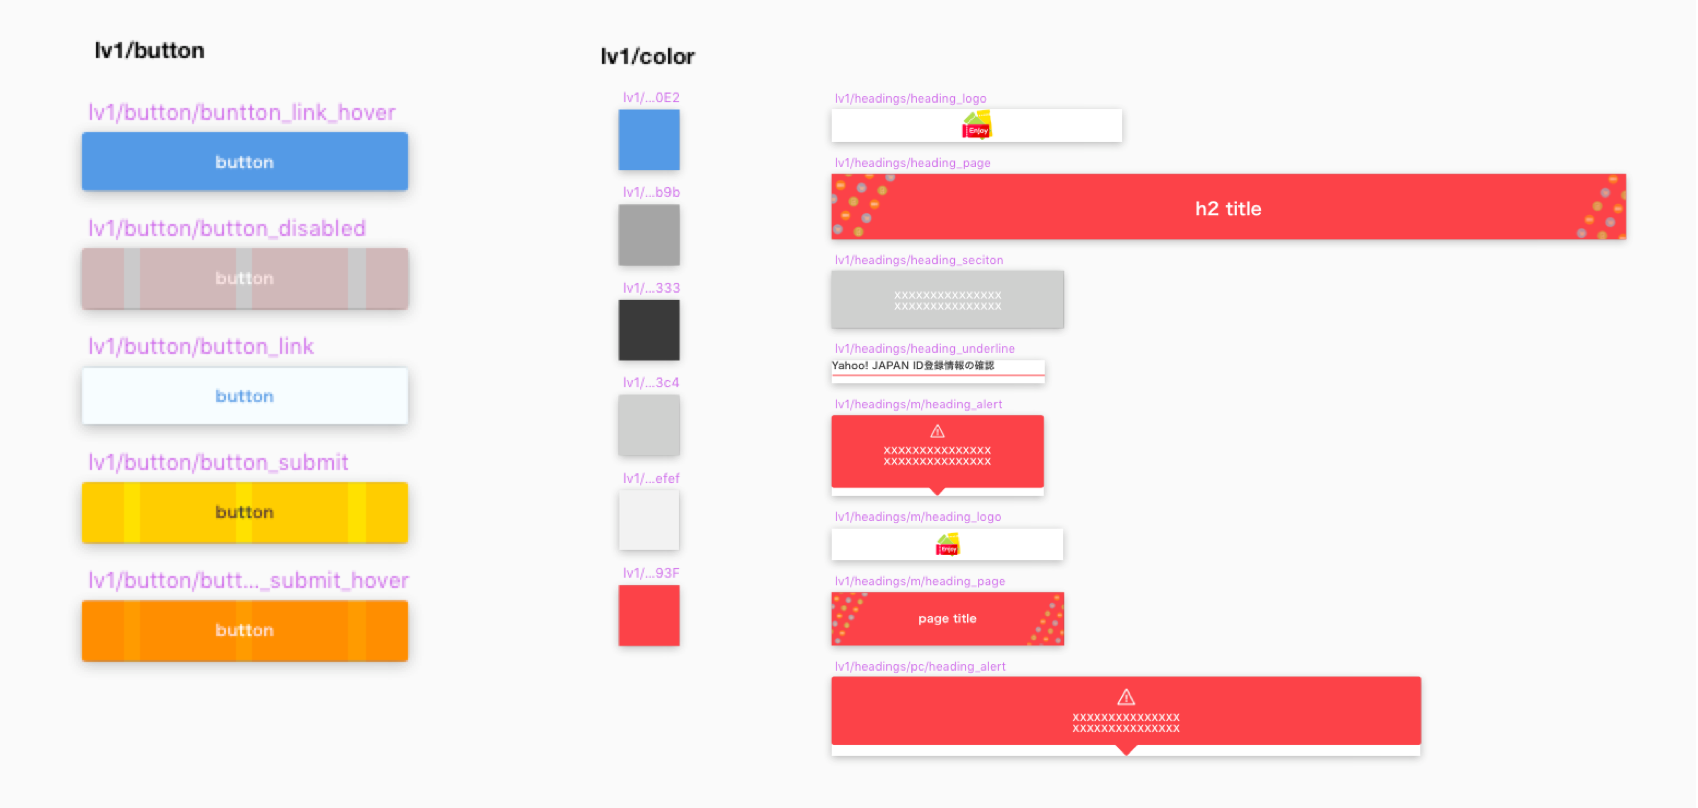 lv1/button
lv1/button/buntton_link_hover
button
lv1/button/button_disabled
button
lv1/button/button_link
button
lv1/button/button_submit
button
lv1/button/butt..._submit_hover
button
lv1/color
lv1/...0E2
lv1/...b9b
lv1/...333
lv1/...3c4
lv1/...efef
lv1/...93F
lv1/headings/heading_logo
Enjoy
lv1/headings/heading_page
h2 title
lv1/headings/heading_seciton
xxxxxxxxxxxxxxx
xxxxxxxxxxxxxxx
lv1/headings/heading_underline
Yahoo! JAPAN ID登録情報の確認
lv1/headings/m/heading_alert
xxxxxxxxxxxxxxx
xxxxxxxxxxxxxxx
lv1/headings/m/heading_logo
Enjoy
lv1/headings/m/heading_page
page title
lv1/headings/pc/heading_alert
xxxxxxxxxxxxxxx
xxxxxxxxxxxxxxx